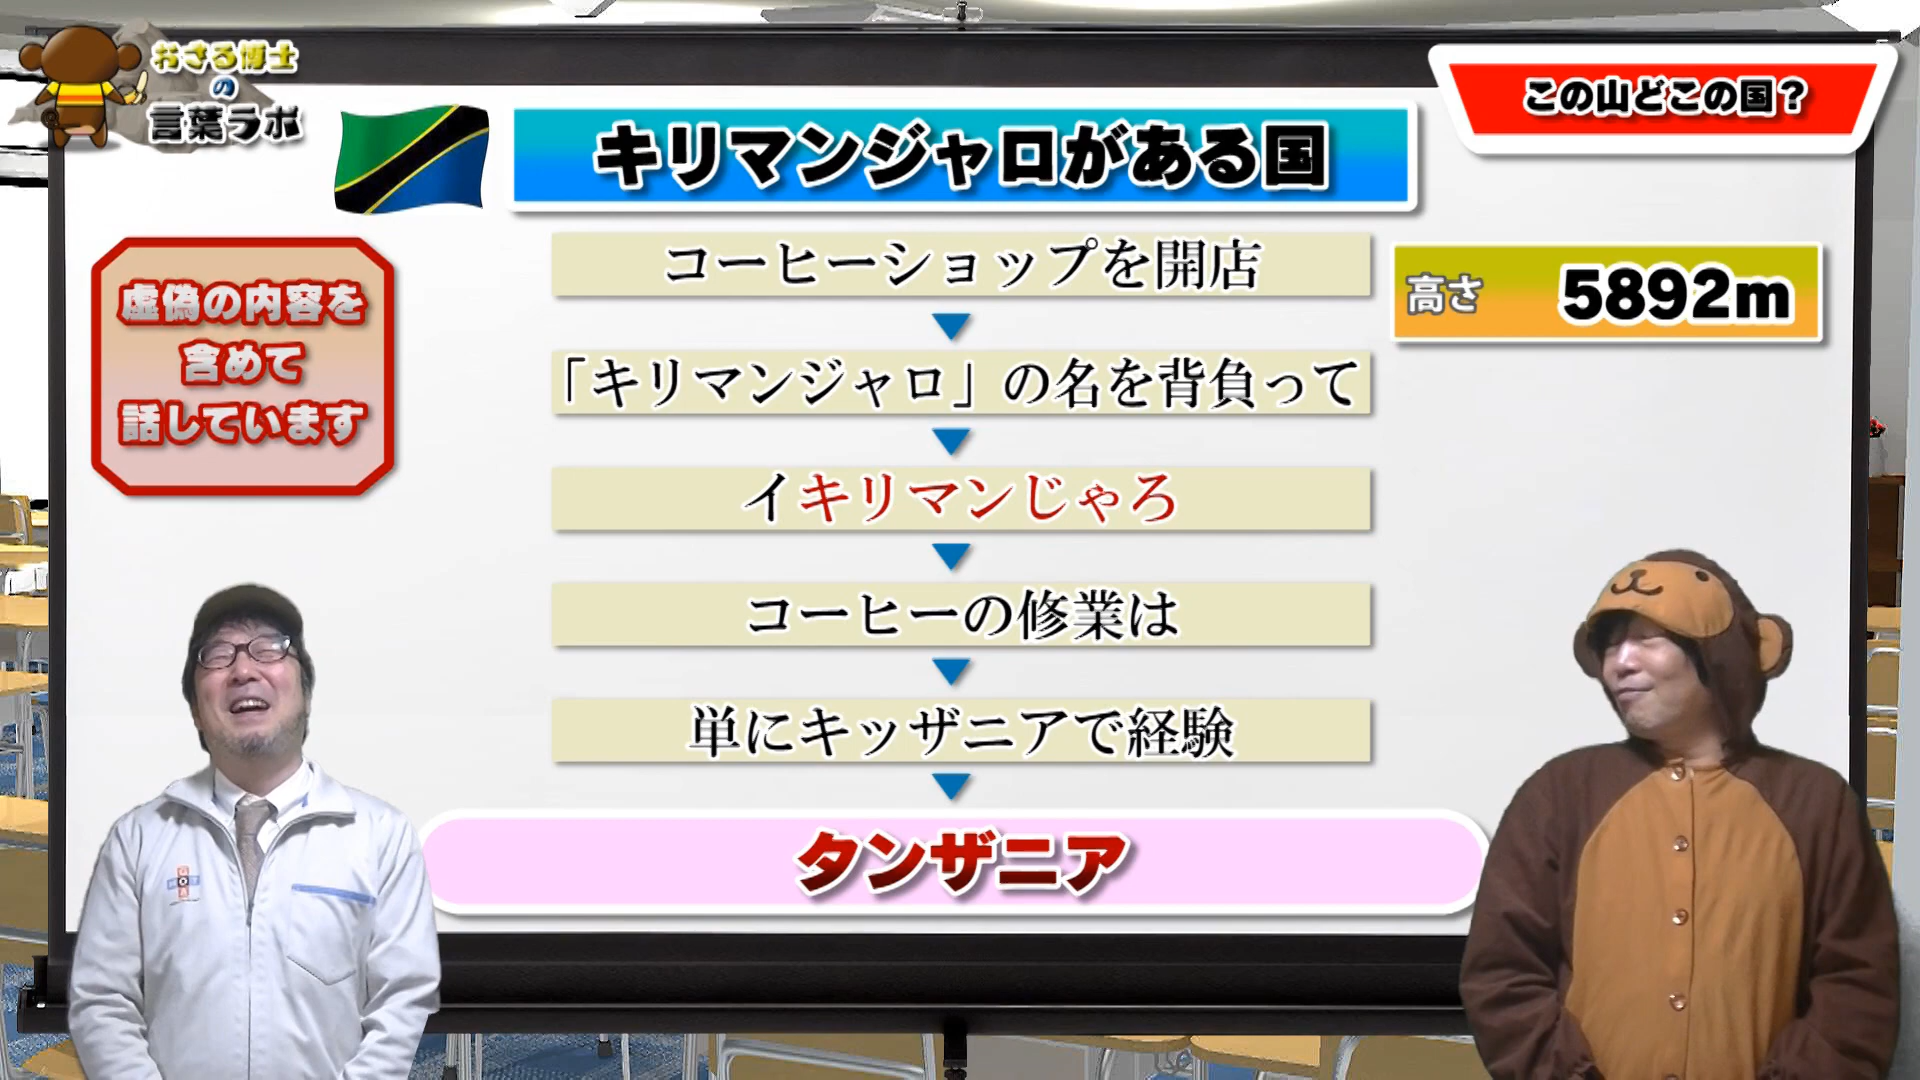 おさる博士
の
言葉ラボ
この山どこの国？
キリマンジャロがある国
虚偽の内容を
含めて
話しています
コーヒーショップを開店
高さ 5892m
「キリマンジャロ」の名を背負って
イキリマンじゃろ
コーヒーの修業は
単にキッザニアで経験
タンザニア